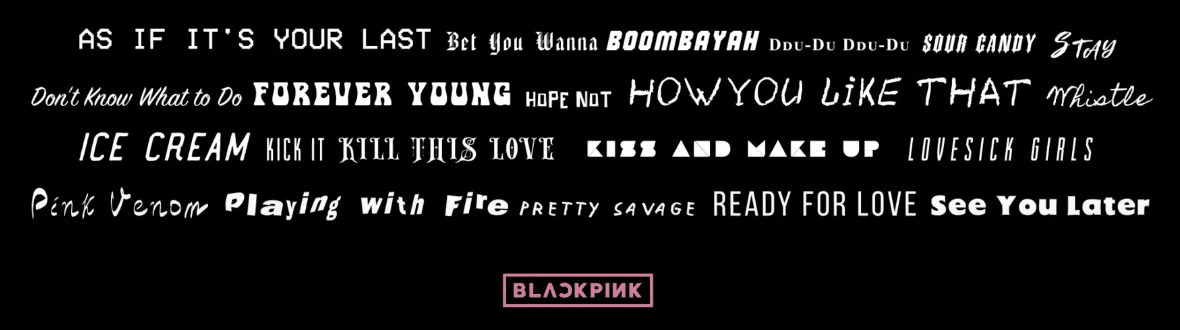 AS IF IT'S YOUR LAST Bet You Wanna BOOMBAYAH DDU-DU DDU-DU SOUR CANDY STAY
Don't Know What to Do FOREVER YOUNG HOPE NOT HOW YOU LIKE THAT Whistle
ICE CREAM KICK IT KILL THIS LOVE KISS AND MAKE UP LOVESICK GIRLS
Pink Venom Playing with Fire PRETTY SAVAGE READY FOR LOVE See You Later
BLACKPINK